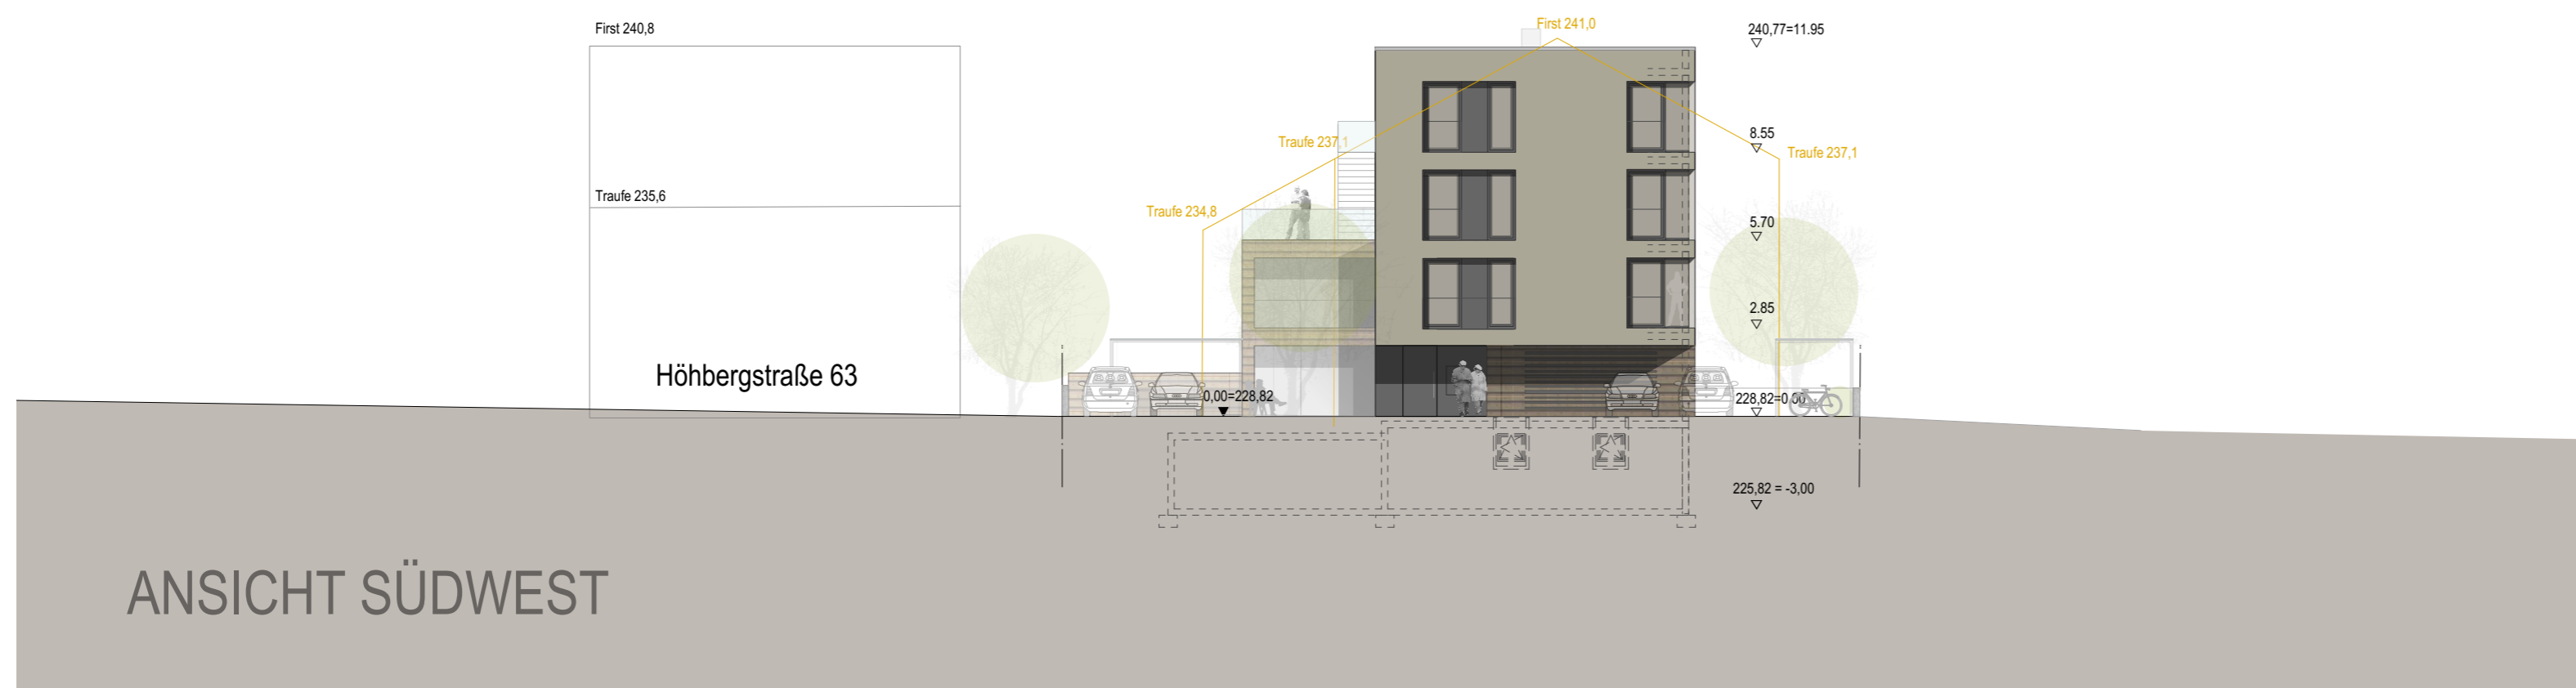 First 240,8
First 241,0
240,77=11.95
Traufe 237,1
8.55
Traufe 237,1
Traufe 235,6
Traufe 234,8
5.70
2.85
Höhbergstraße 63
0,00=228,82
228,82=0,00
225,82 = -3,00
ANSICHT SÜDWEST